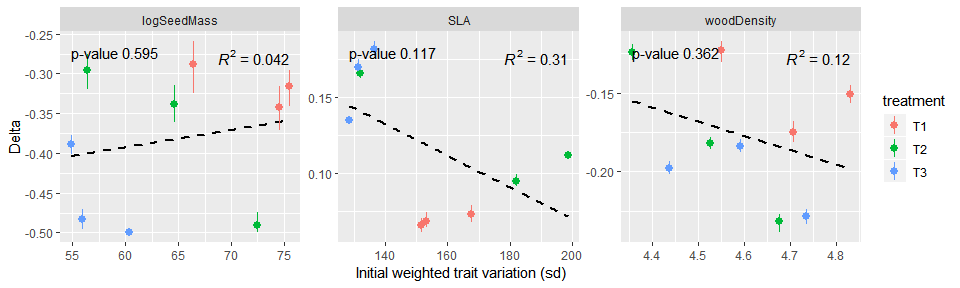 logSeedMass
SLA
woodDensity
p-value 0.595
R² = 0.042
p-value 0.117
R² = 0.31
p-value 0.362
R² = 0.12
Delta
-0.25
-0.30
-0.35
-0.40
-0.45
-0.50
0.15
0.10
-0.15
-0.20
55 60 65 70 75
140 160 180 200
4.4 4.5 4.6 4.7 4.8
Initial weighted trait variation (sd)
treatment
T1
T2
T3